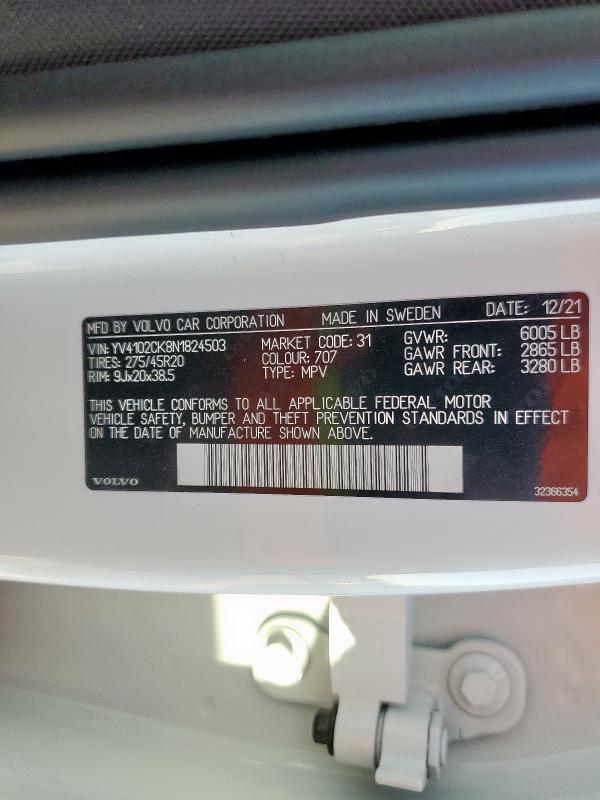 MFD BY VOLVO CAR CORPORATION MADE IN SWEDEN DATE: 12/21
VIN: YV4102CK8N1824503 MARKET CODE: 31 GVWR: 6005 LB
TIRES: 275/45R20 COLOUR: 707 GAWR FRONT: 2865 LB
RIM: 9Jx20x38.5 TYPE: MPV GAWR REAR: 3280 LB
THIS VEHICLE CONFORMS TO ALL APPLICABLE FEDERAL MOTOR
VEHICLE SAFETY, BUMPER AND THEFT PREVENTION STANDARDS IN EFFECT
ON THE DATE OF MANUFACTURE SHOWN ABOVE.
VOLVO 32366354